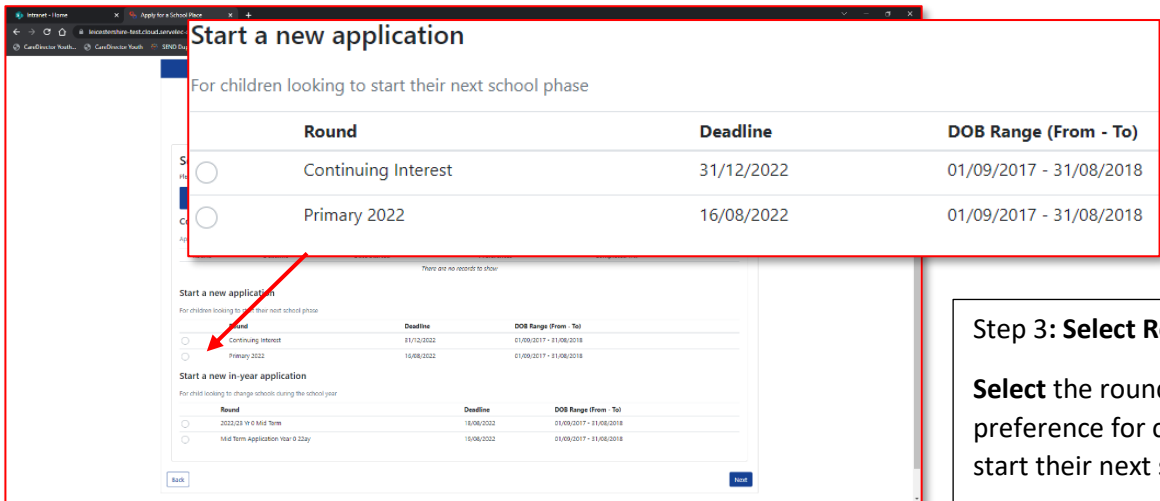 Intranet - Home Apply for a School Place
CareDirector Youth... CareDirector Youth
Start a new application
For children looking to start their next school phase
Round Deadline DOB Range (From - To)
Continuing Interest 31/12/2022 01/09/2017 - 31/08/2018
Primary 2022 16/08/2022 01/09/2017 - 31/08/2018
There are no records to show
Start a new application
For children looking to start their next school phase
Round Deadline DOB Range (From - To)
Continuing Interest 31/12/2022 01/09/2017 - 31/08/2018
Primary 2022 16/08/2022 01/09/2017 - 31/08/2018
Start a new in-year application
For child looking to change schools during the school year
Round Deadline DOB Range (From - To)
2022/23 Yr 0 Mid Term 18/08/2022 01/09/2017 - 31/08/2018
Mid Term Application Year 0 22ay 01/09/2017 - 31/08/2018
Back Next
Step 3: Select R
Select the round
preference for
start their next